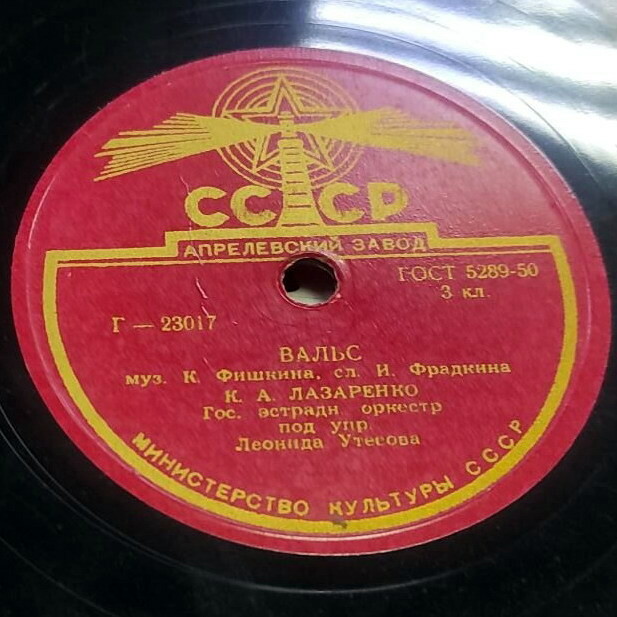 СССР
АПРЕЛЕВСКИЙ ЗАВОД
ГОСТ 5289-50
3 кл.
Г — 23017
ВАЛЬС
муз. К. Фишкина, сл. И. Фрадкина
К. А. ЛАЗАРЕНКО
Гос. эстрадн оркестр
под упр.
Леонида Утесова
МИНИСТЕРСТВО КУЛЬТУРЫ СССР